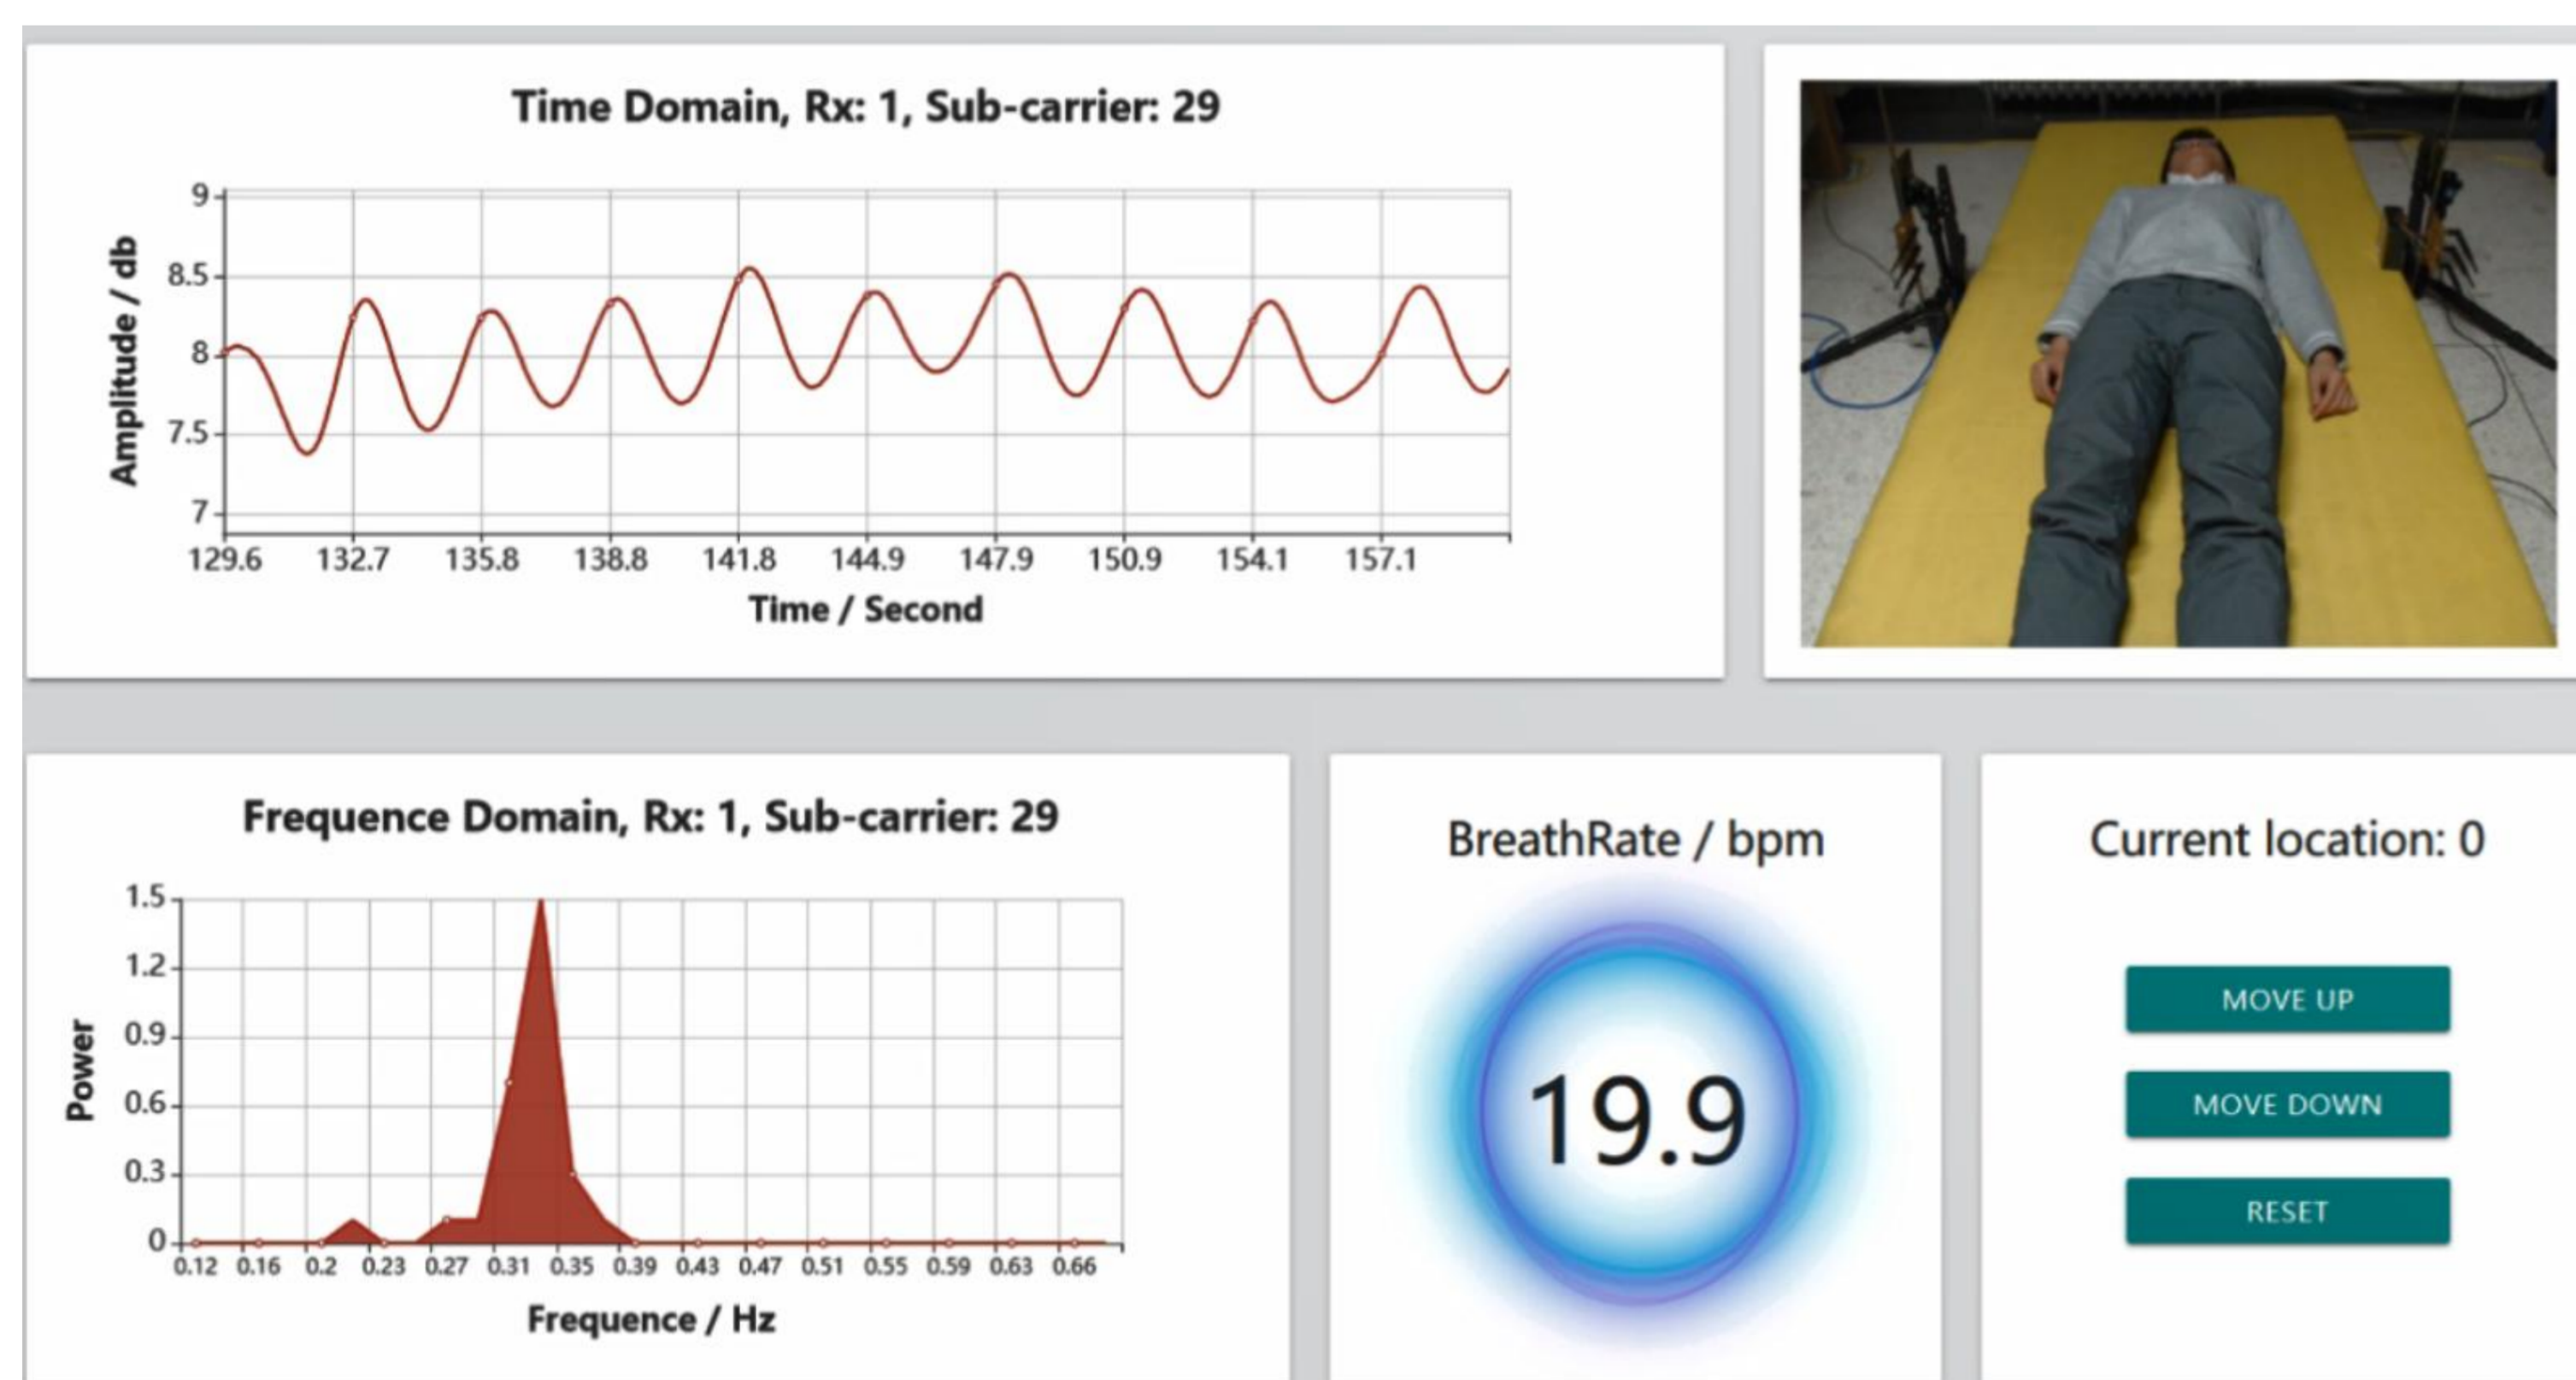 Time Domain, Rx: 1, Sub-carrier: 29
Amplitude / db
9
8.5
8
7.5
7
129.6 132.7 135.8 138.8 141.8 144.9 147.9 150.9 154.1 157.1
Time / Second
Frequence Domain, Rx: 1, Sub-carrier: 29
Power
1.5
1.2
0.9
0.6
0.3
0
0.12 0.16 0.2 0.23 0.27 0.31 0.35 0.39 0.43 0.47 0.51 0.55 0.59 0.63 0.66
Frequence / Hz
BreathRate / bpm
19.9
Current location: 0
MOVE UP
MOVE DOWN
RESET